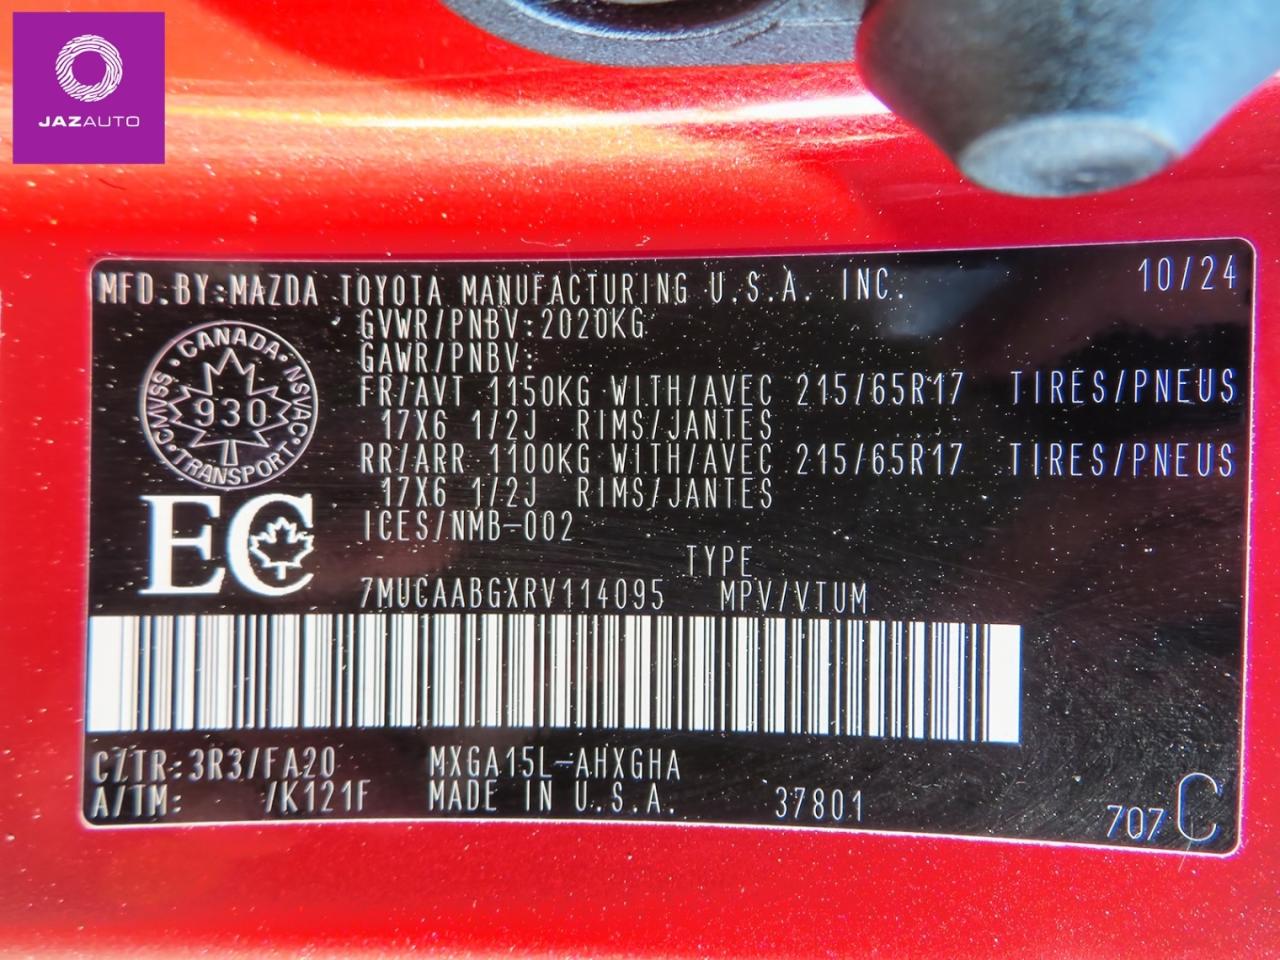 JAZAUTO
MFD.BY:MAZDA TOYOTA MANUFACTURING U.S.A. INC. 10/24
GVWR/PNBV:2020KG
GAWR/PNBV:
FR/AVT 1150KG WITH/AVEC 215/65R17 TIRES/PNEUS
17X6 1/2J RIMS/JANTES
RR/ARR 1100KG WITH/AVEC 215/65R17 TIRES/PNEUS
17X6 1/2J RIMS/JANTES
ICES/NMB-002
CANADA
CMVSS NSVAC
930
TRANSPORT
EC
TYPE
7MUCAABGXRV114095 MPV/VTUM
C/TR:3R3/FA20 MXGA15L-AHXGHA
A/TM: /K121F MADE IN U.S.A. 37801
707 C